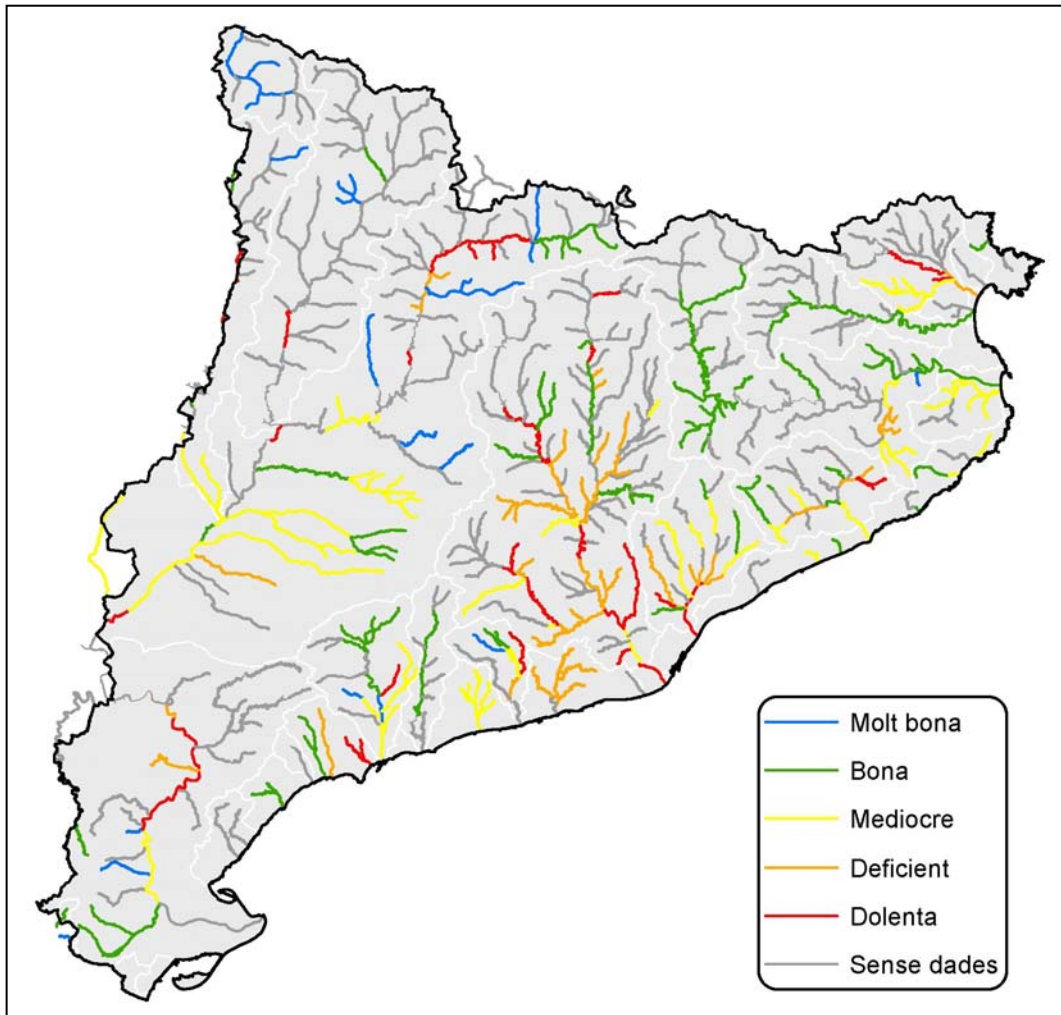 Molt bona
Bona
Mediocre
Deficient
Dolenta
Sense dades